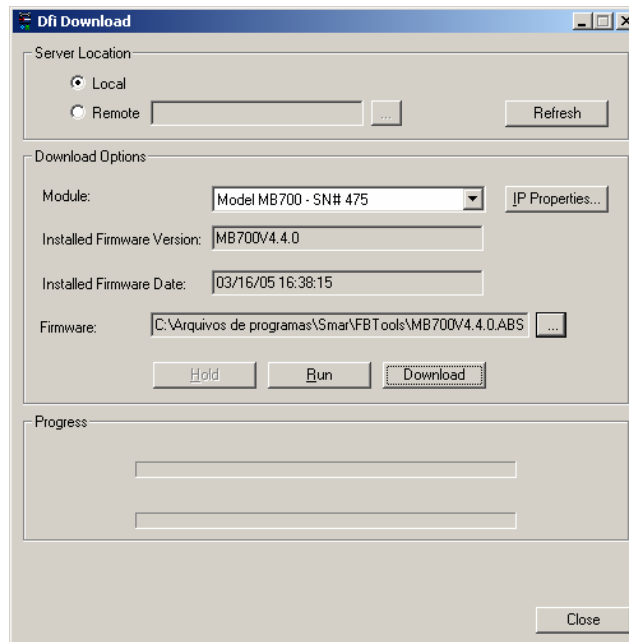 Dfi Download
Server Location
Local
Remote ... Refresh
Download Options
Module: Model MB700 - SN# 475 IP Properties...
Installed Firmware Version: MB700V4.4.0
Installed Firmware Date: 03/16/05 16:38:15
Firmware: C:\Arquivos de programas\Smar\FBTools\MB700V4.4.0.ABS ...
Hold Run Download
Progress
Close